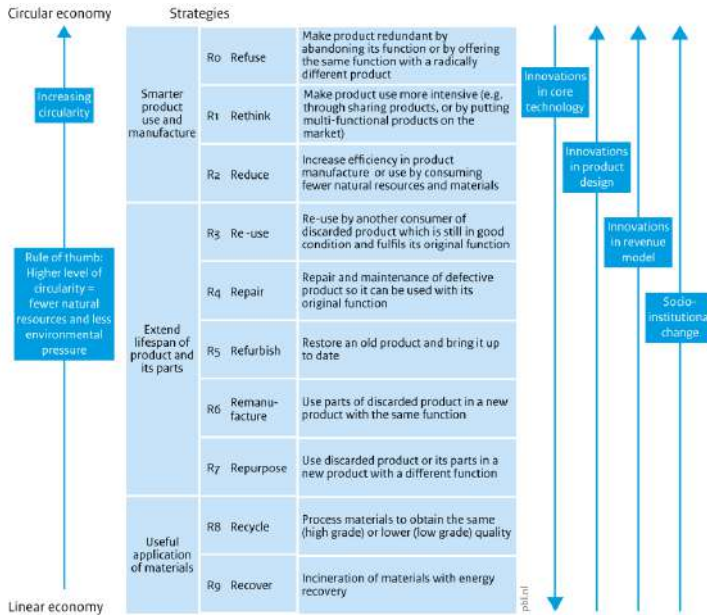 Circular economy
Strategies
Increasing
circularity
Rule of thumb:
Higher level of
circularity =
fewer natural
resources and less
environmental
pressure
Linear economy
Smarter
product
use and
manufacture
R0 Refuse
Make product redundant by
abandoning its function or by offering
the same function with a radically
different product
R1 Rethink
Make product use more intensive (e.g.
through sharing products, or by putting
multi-functional products on the
market)
R2 Reduce
Increase efficiency in product
manufacture or use by consuming
fewer natural resources and materials
Extend
lifespan of
product and
its parts
R3 Re-use
Re-use by another consumer of
discarded product which is still in good
condition and fulfils its original function
R4 Repair
Repair and maintenance of defective
product so it can be used with its
original function
R5 Refurbish
Restore an old product and bring it up
to date
R6 Remanu-
facture
Use parts of discarded product in a new
product with the same function
R7 Repurpose
Use discarded product or its parts in a
new product with a different function
Useful
application
of materials
R8 Recycle
Process materials to obtain the same
(high grade) or lower (low grade) quality
R9 Recover
Incineration of materials with energy
recovery
pbl.nl
Innovations
in core
technology
Innovations
in product
design
Innovations
in revenue
model
Socio-
institutional
change